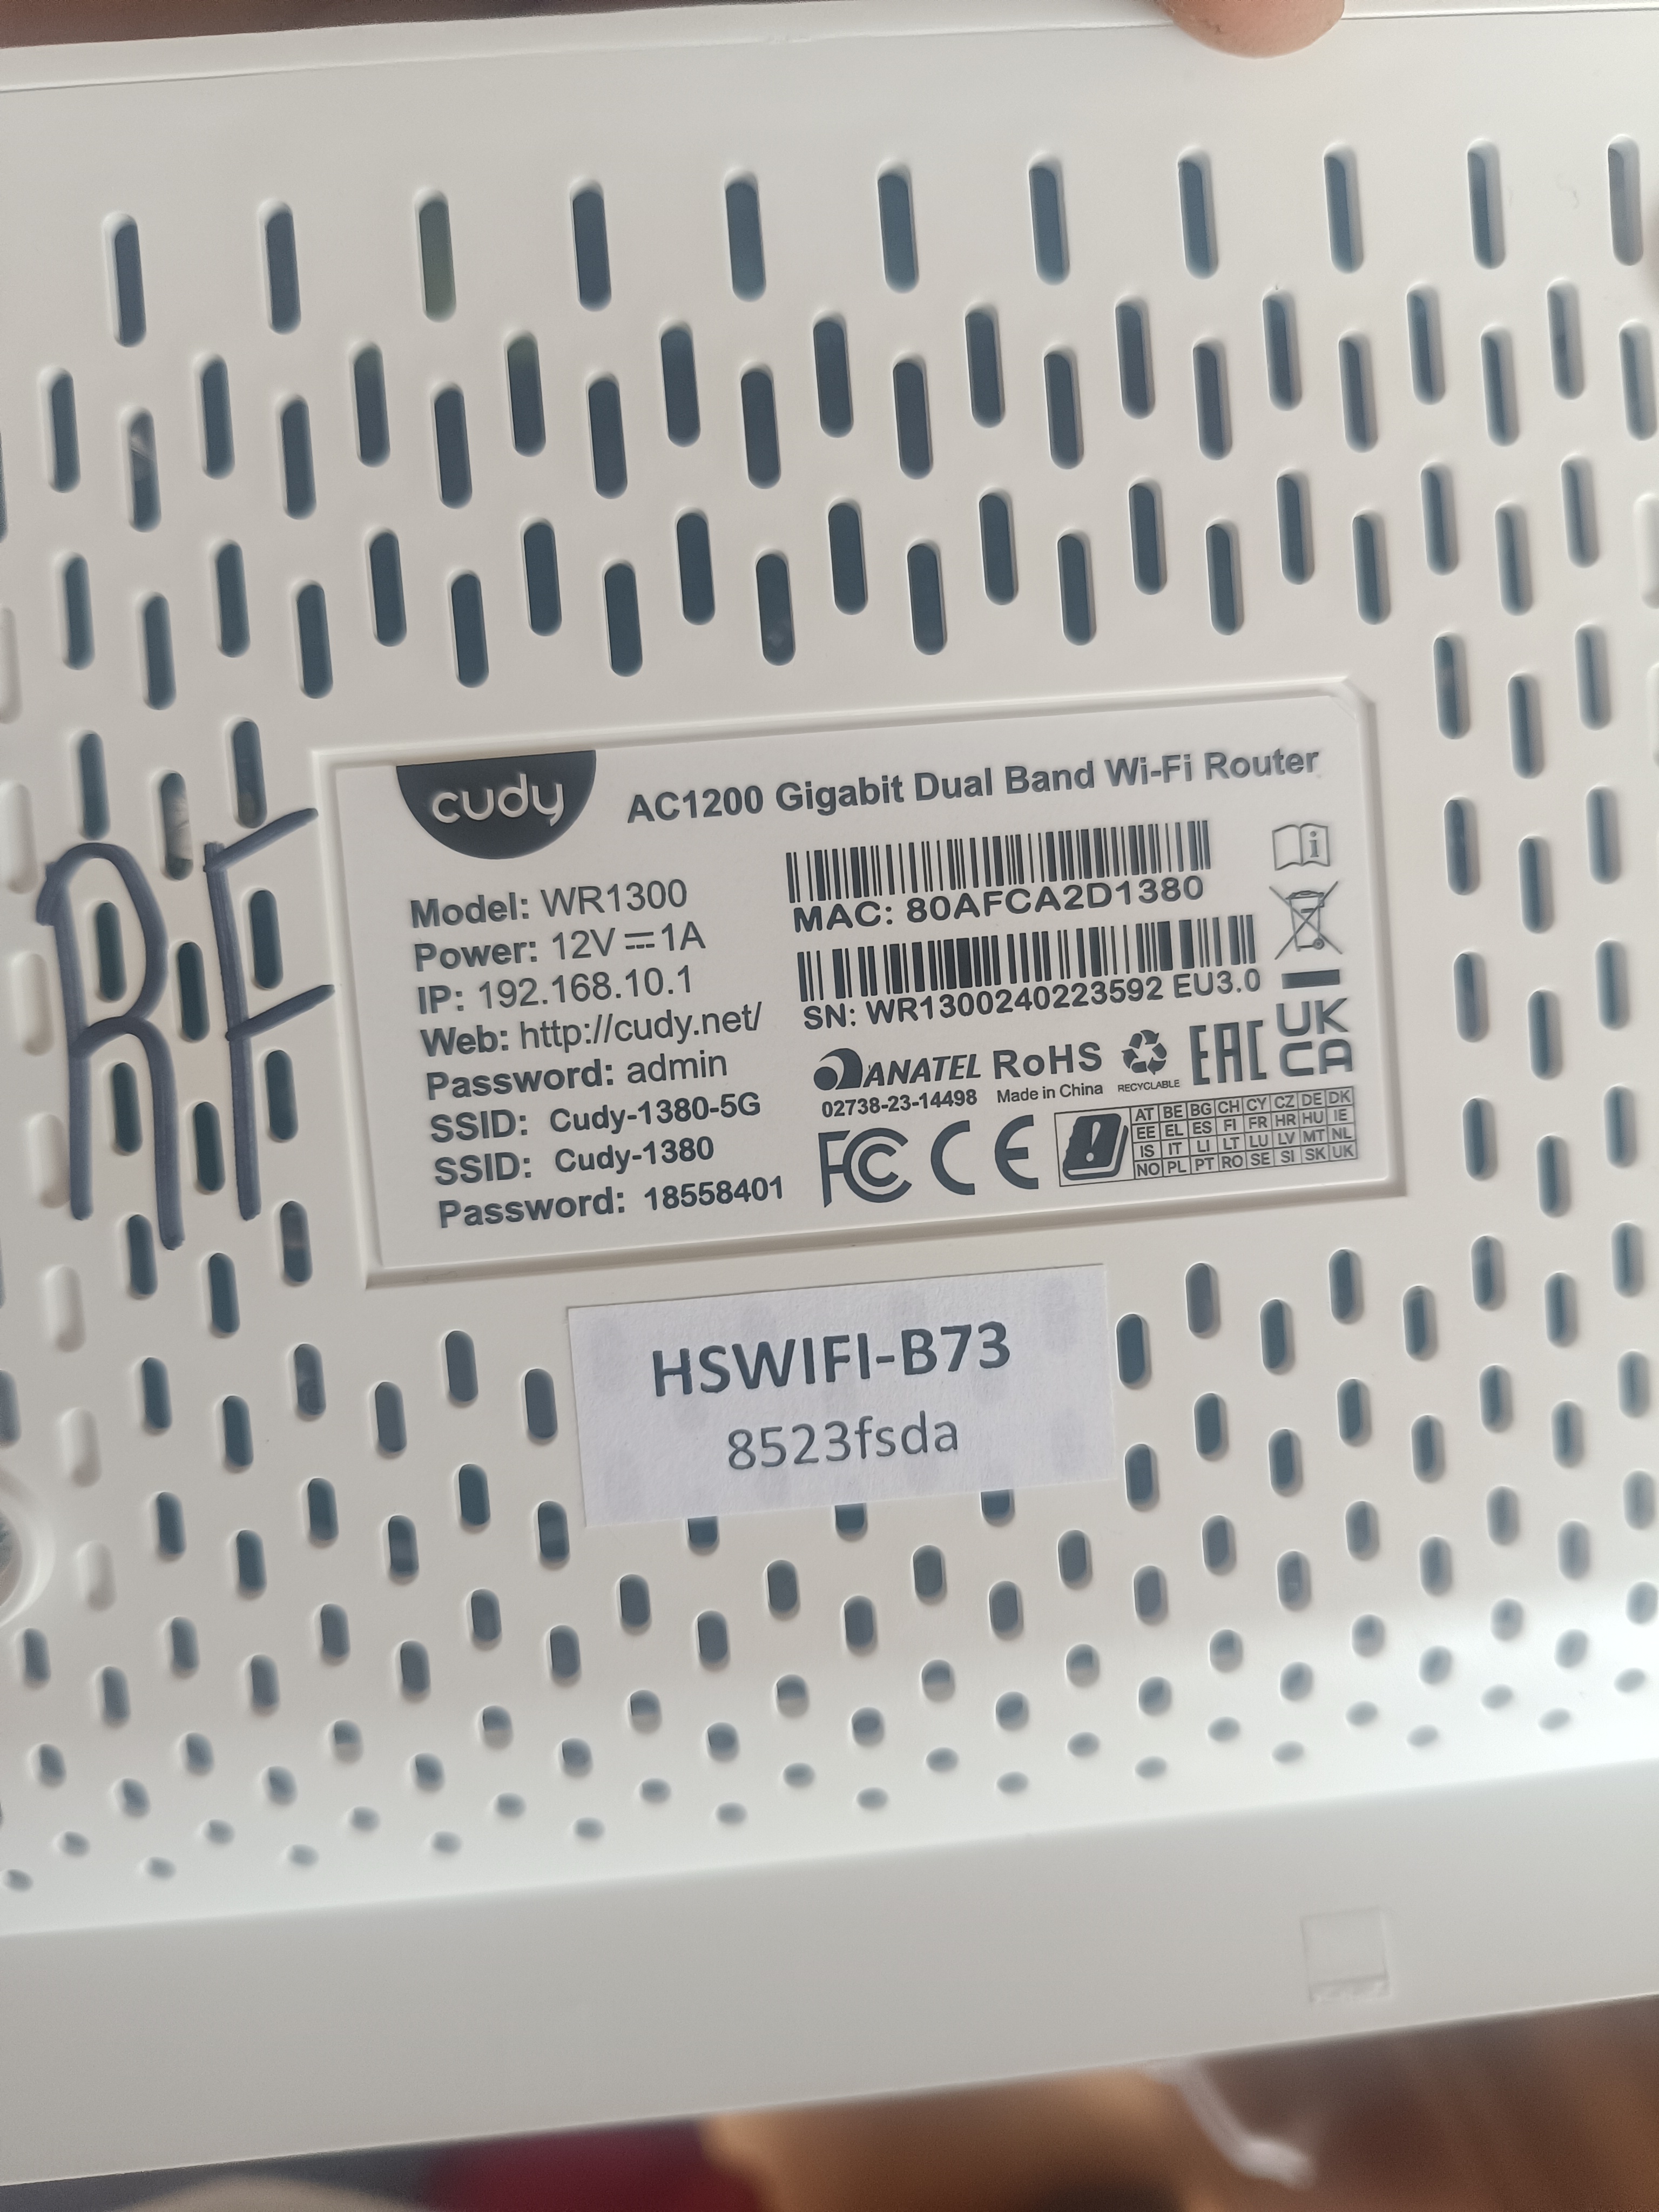 cudy
AC1200 Gigabit Dual Band Wi-Fi Router
Model: WR1300
Power: 12V⎓1A
IP: 192.168.10.1
Web: http://cudy.net/
Password: admin
SSID: Cudy-1380-5G
SSID: Cudy-1380
Password: 18558401
MAC: 80AFCA2D1380
SN: WR1300240223592 EU3.0
ANATEL RoHS RECYCLABLE EAC UK CA
02738-23-14498 Made in China
FC CE
AT BE BG CH CY CZ DE DK
EE EL ES FI FR HR HU IE
IS IT LI LT LU LV MT NL
NO PL PT RO SE SI SK UK
RF
HSWIFI-B73
8523fsda